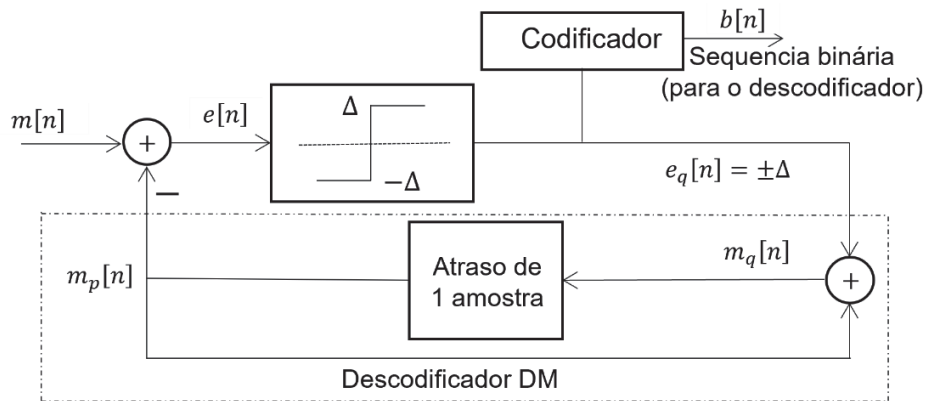 b[n]
Codificador
Sequencia binária
(para o descodificador)
m[n]
+
e[n]
Δ
−Δ
e_q[n] = ±Δ
−
m_p[n]
Atraso de
1 amostra
m_q[n]
+
Descodificador DM